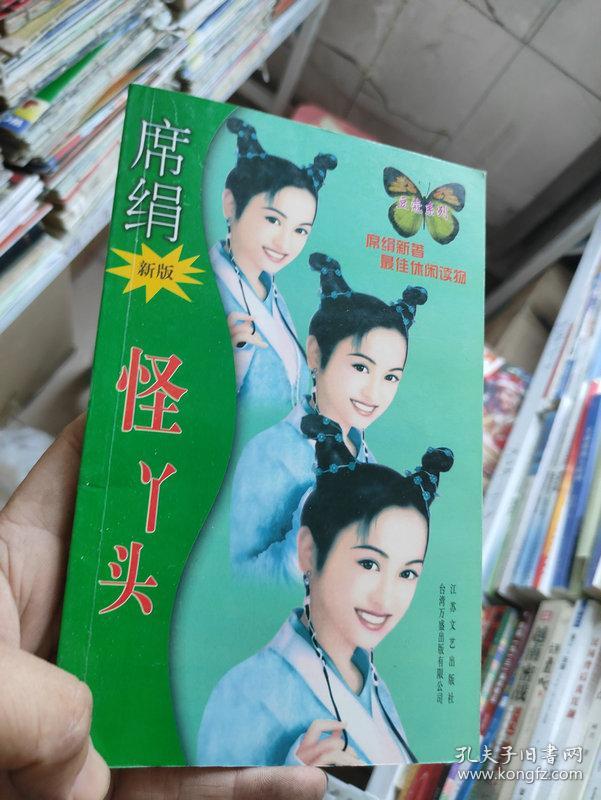 席绢
新版
怪丫头
席绢新著
最佳休闲读物
江苏文艺出版社
台湾万盛出版有限公司
孔夫子旧书网
www.kongfz.com